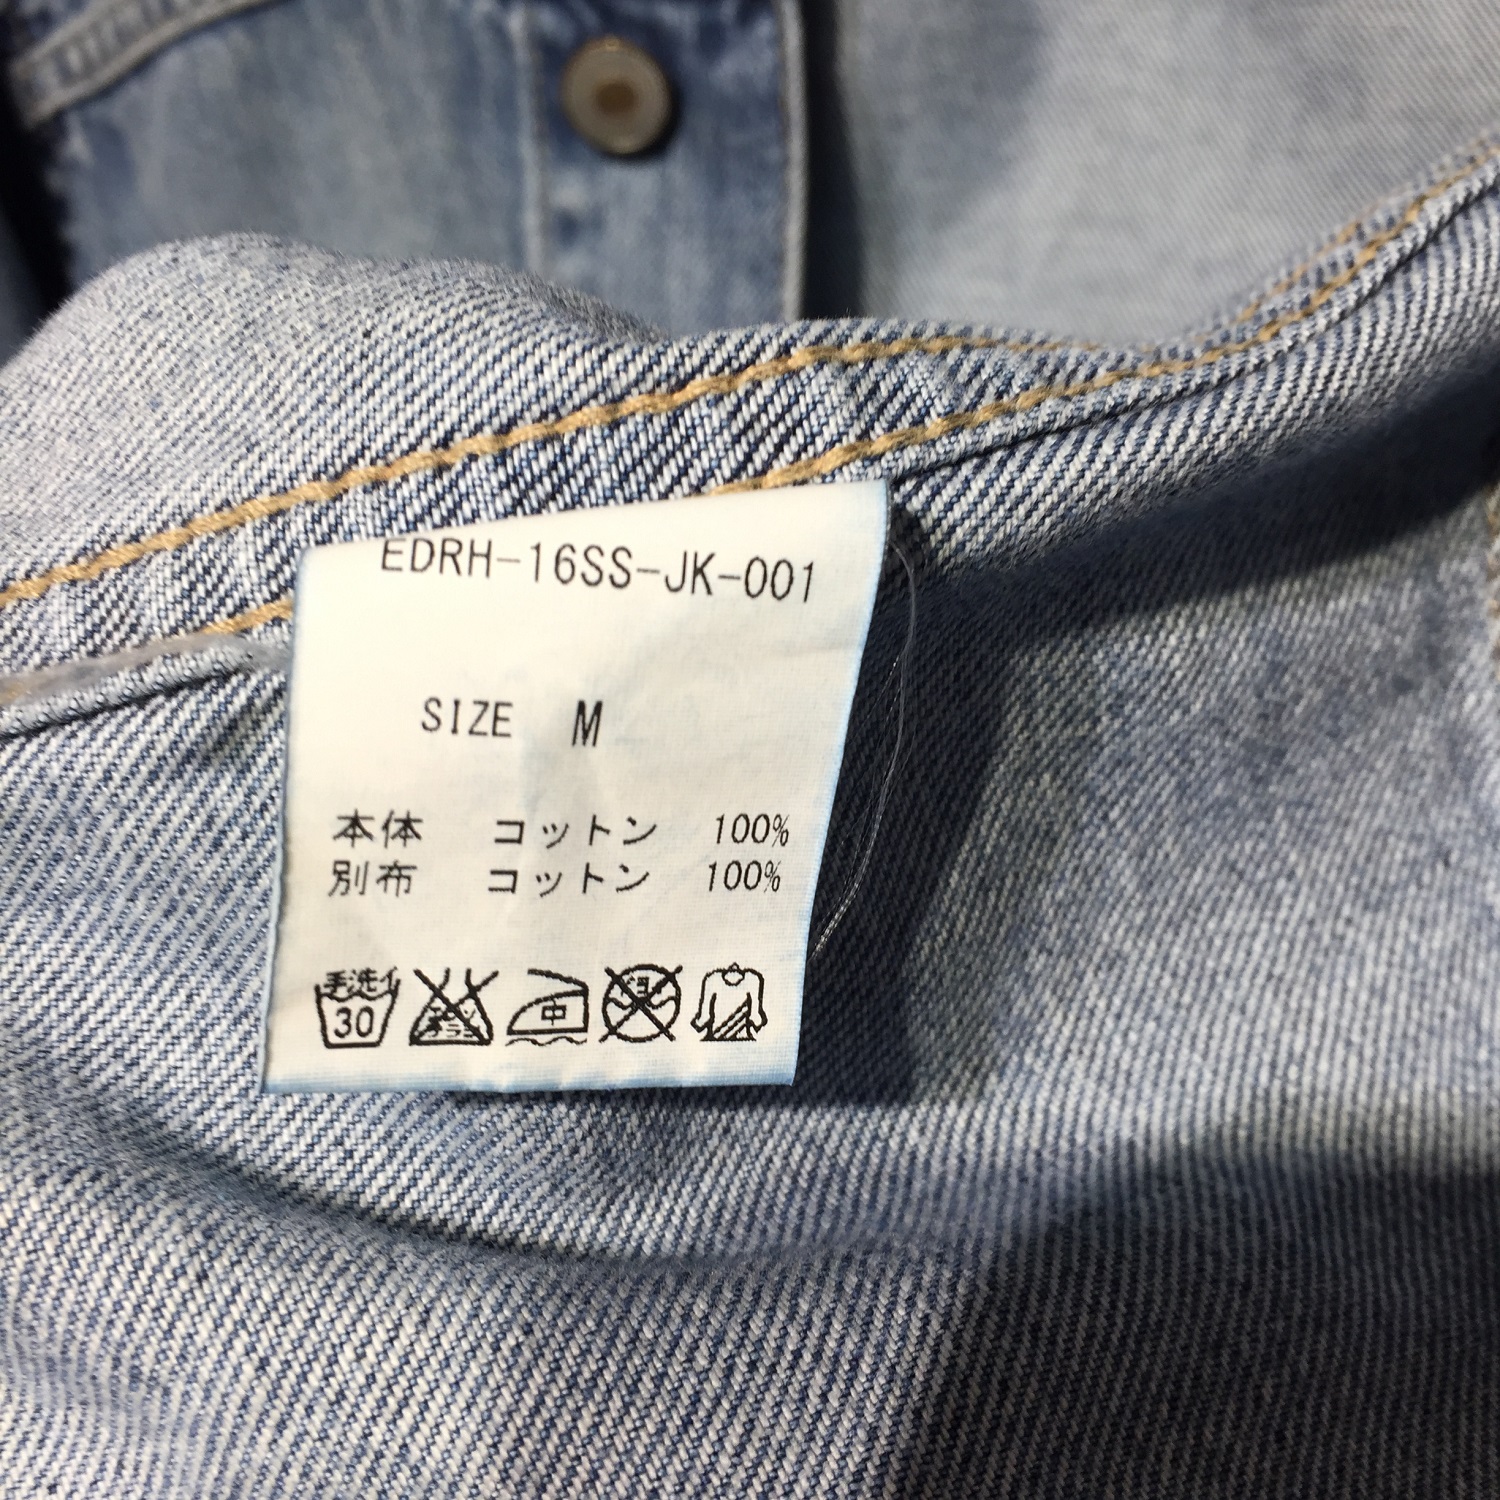 EDRH-16SS-JK-001
SIZE M
本体 コットン 100%
別布 コットン 100%
手洗イ 30 中